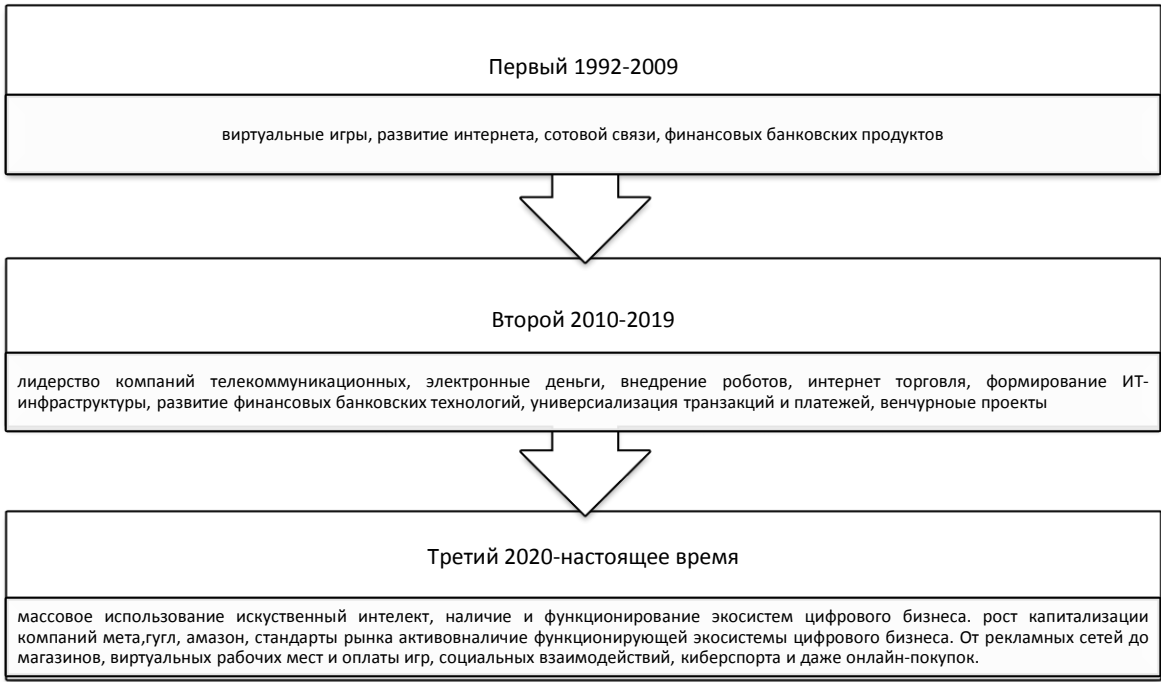 Первый 1992-2009
виртуальные игры, развитие интернета, сотовой связи, финансовых банковских продуктов
Второй 2010-2019
лидерство компаний телекоммуникационных, электронные деньги, внедрение роботов, интернет торговля, формирование ИТ-
инфраструктуры, развитие финансовых банковских технологий, универсиализация транзакций и платежей, венчурноые проекты
Третий 2020-настоящее время
массовое использование искуственный интелект, наличие и функционирование экосистем цифрового бизнеса. рост капитализации
компаний мета,гугл, амазон, стандарты рынка активовналичие функционирующей экосистемы цифрового бизнеса. От рекламных сетей до
магазинов, виртуальных рабочих мест и оплаты игр, социальных взаимодействий, киберспорта и даже онлайн-покупок.